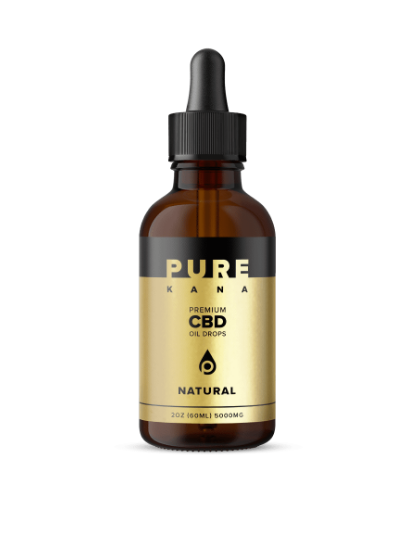 PURE
KANA
PREMIUM
CBD
OIL DROPS
NATURAL
2OZ (60ML) 5000MG